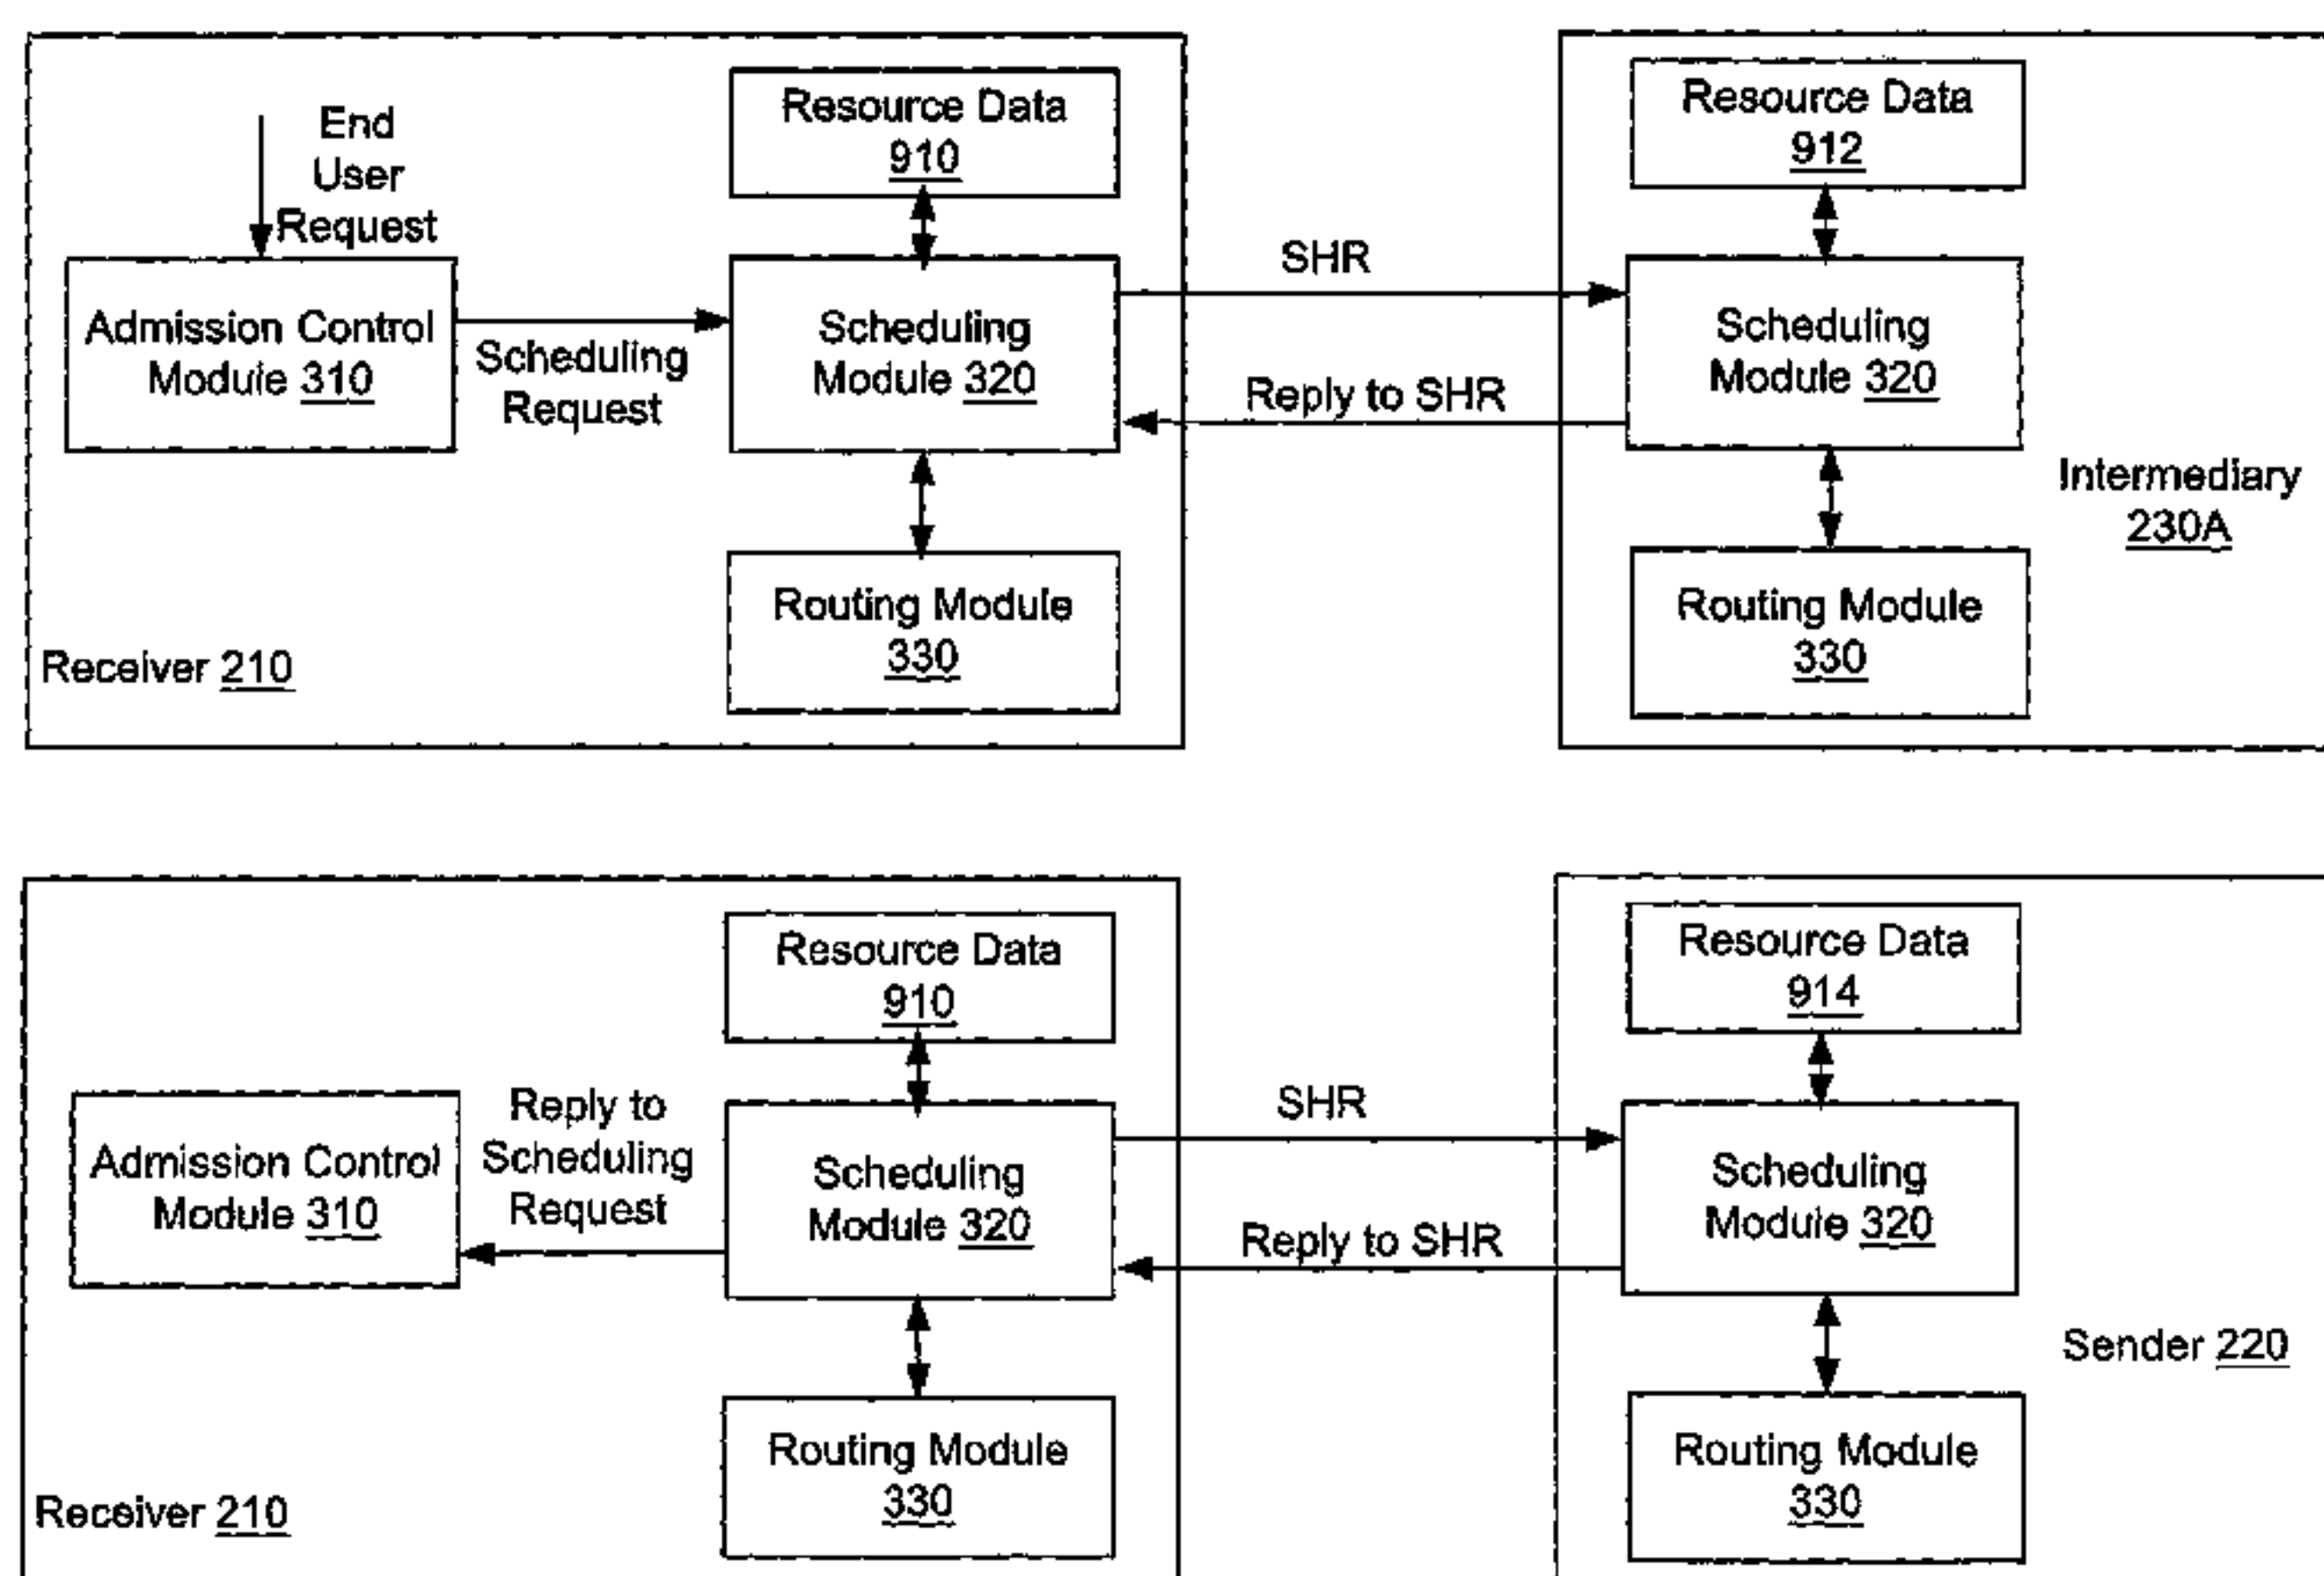 End
User
Request
Admission Control
Module 310
Scheduling
Request
Resource Data
910
Scheduling
Module 320
Routing Module
330
Receiver 210
SHR
Reply to SHR
Resource Data
912
Scheduling
Module 320
Routing Module
330
Intermediary
230A
Admission Control
Module 310
Reply to
Scheduling
Request
Resource Data
910
Scheduling
Module 320
Routing Module
330
Receiver 210
SHR
Reply to SHR
Resource Data
914
Scheduling
Module 320
Routing Module
330
Sender 220